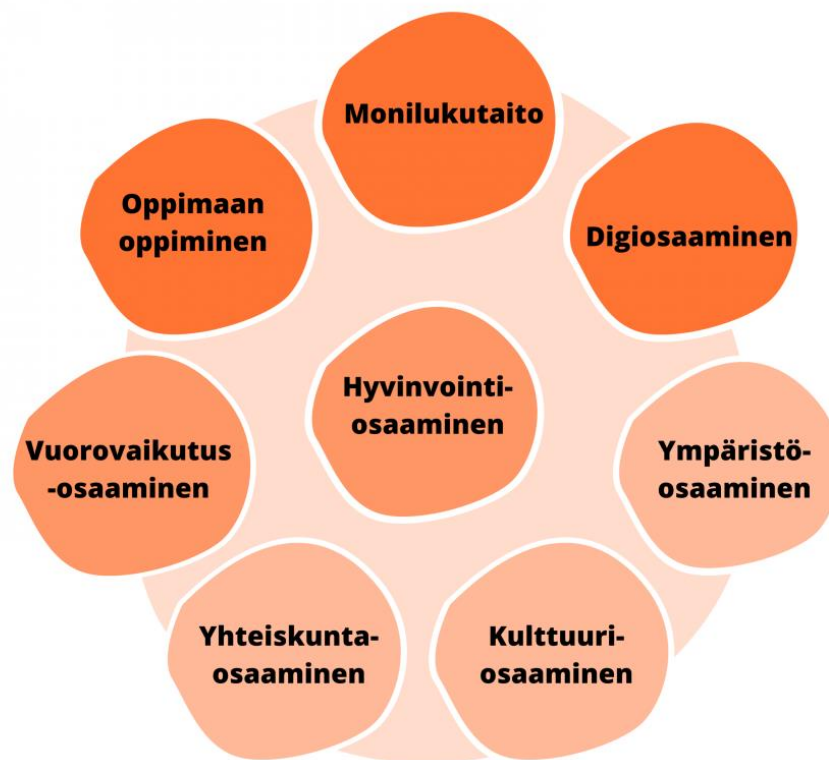 Monilukutaito
Oppimaan
oppiminen
Digiosaaminen
Hyvinvointi-
osaaminen
Vuorovaikutus
-osaaminen
Ympäristö-
osaaminen
Yhteiskunta-
osaaminen
Kulttuuri-
osaaminen